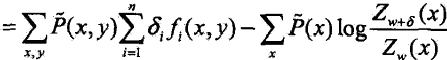 = \sum_{x,y} \tilde{P}(x,y) \sum_{i=1}^{n} \delta_i f_i(x,y) - \sum_{x} \tilde{P}(x) \log \frac{Z_{w+\delta}(x)}{Z_w(x)}